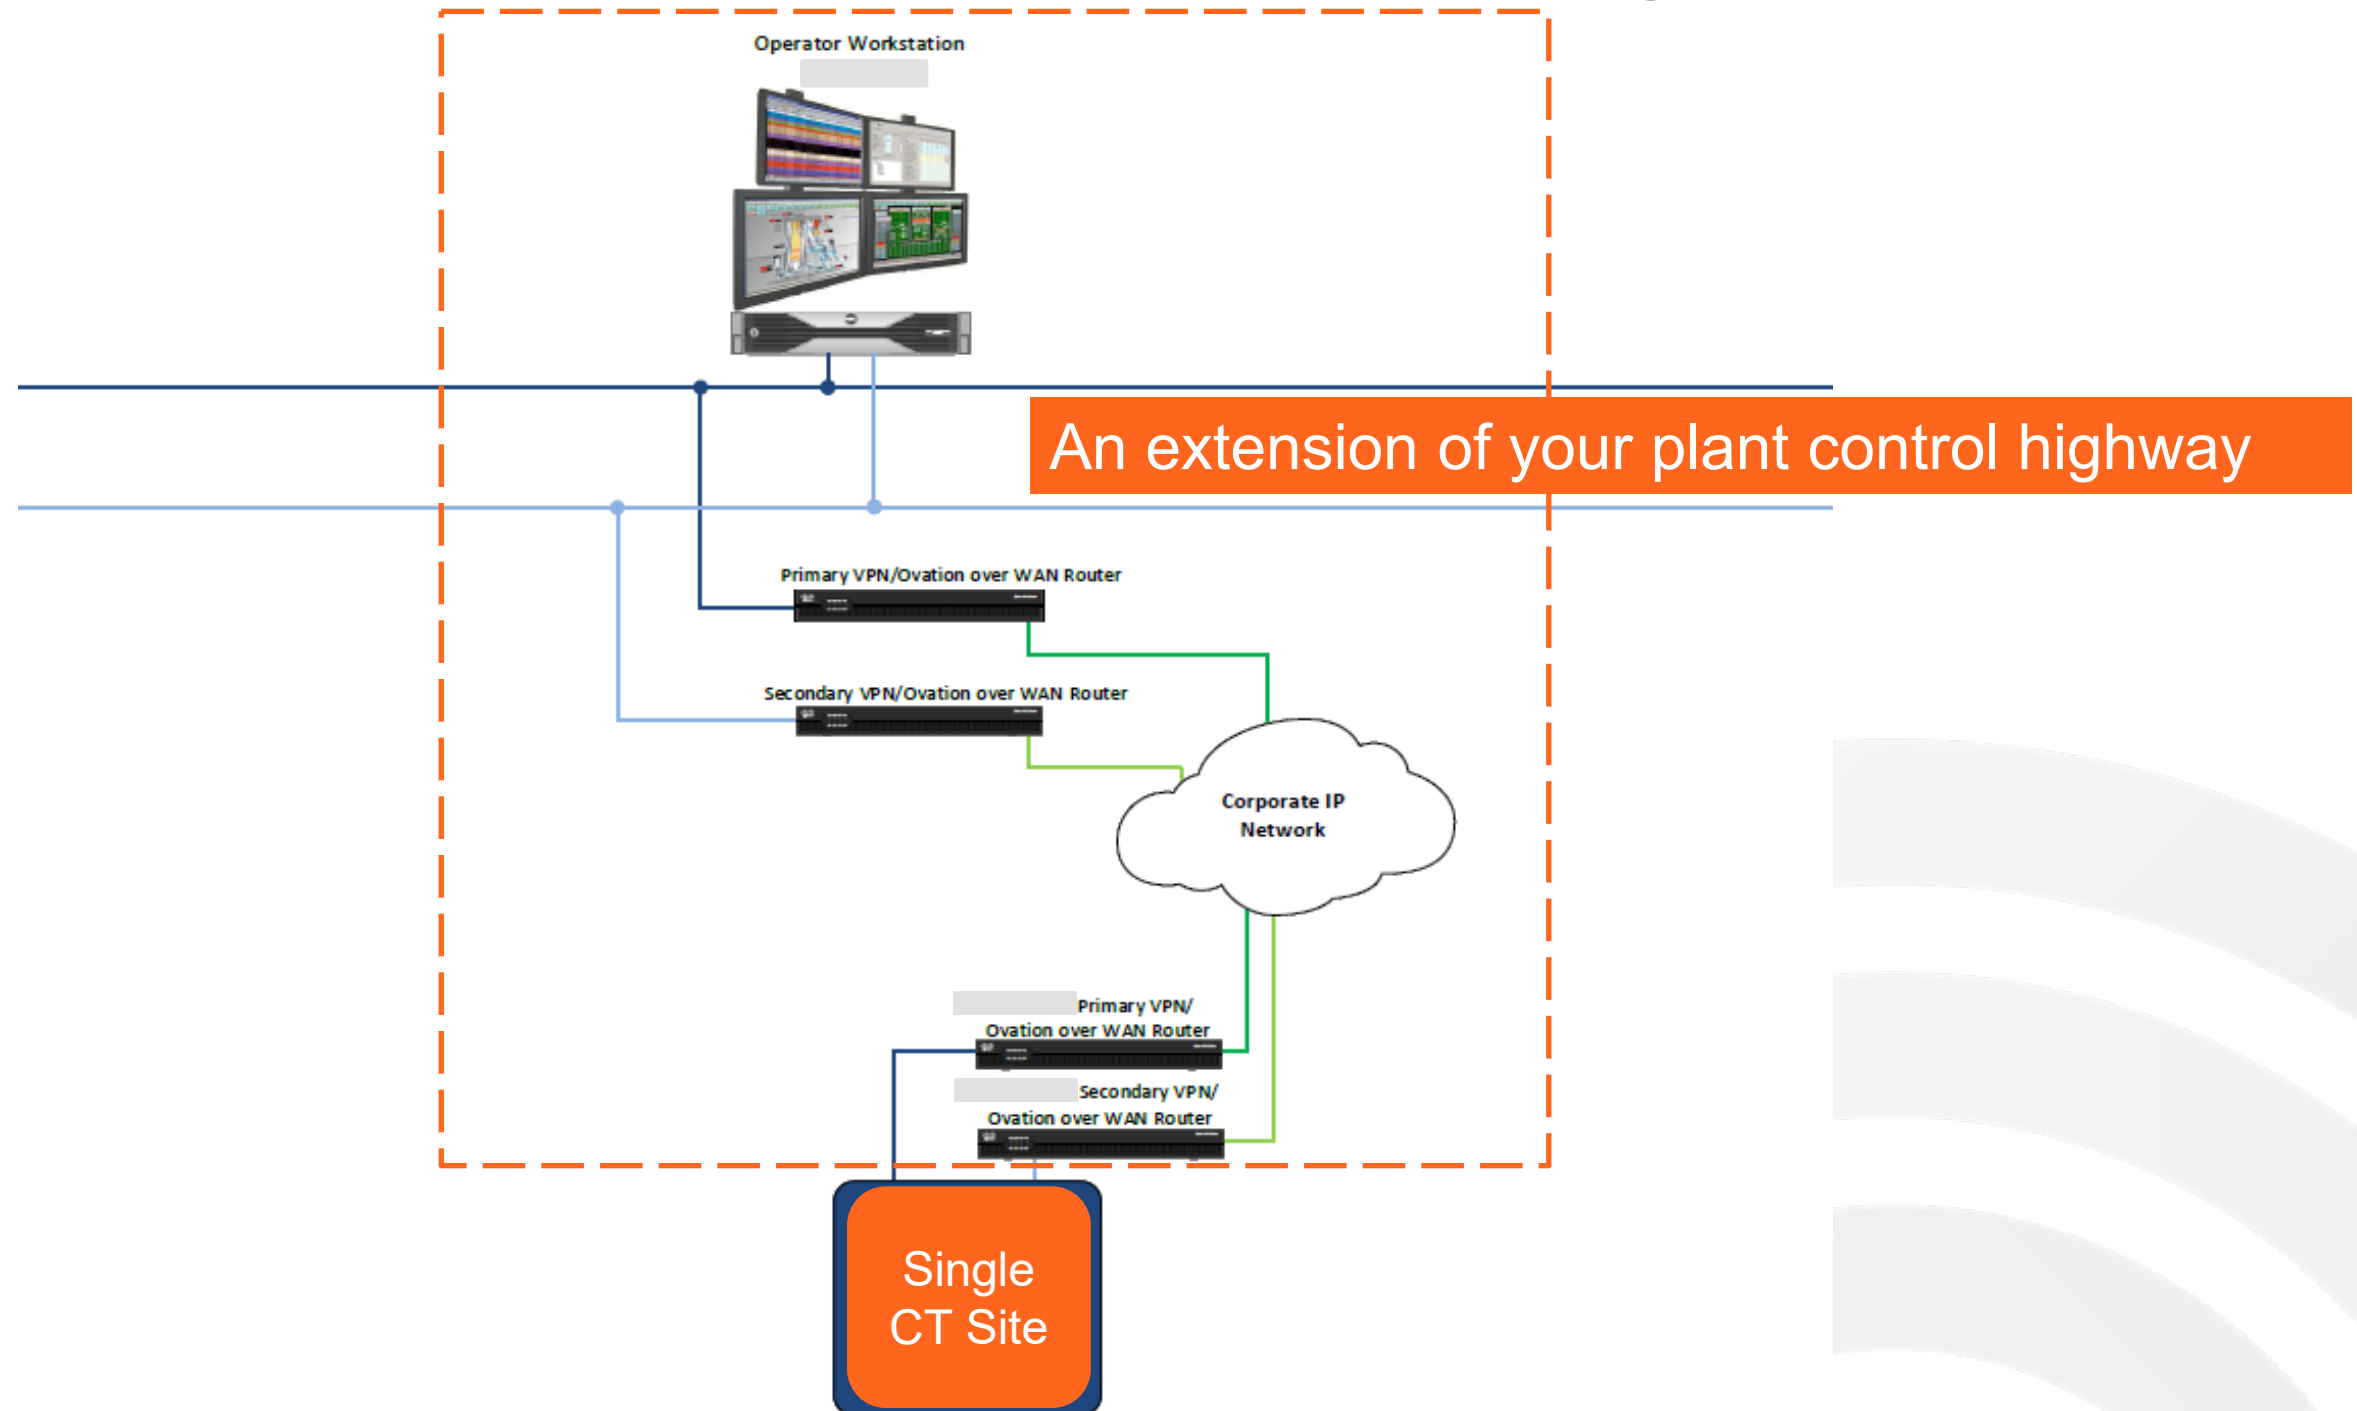 Operator Workstation
An extension of your plant control highway
Primary VPN/Ovation over WAN Router
Secondary VPN/Ovation over WAN Router
Corporate IP
Network
Primary VPN/
Ovation over WAN Router
Secondary VPN/
Ovation over WAN Router
Single
CT Site